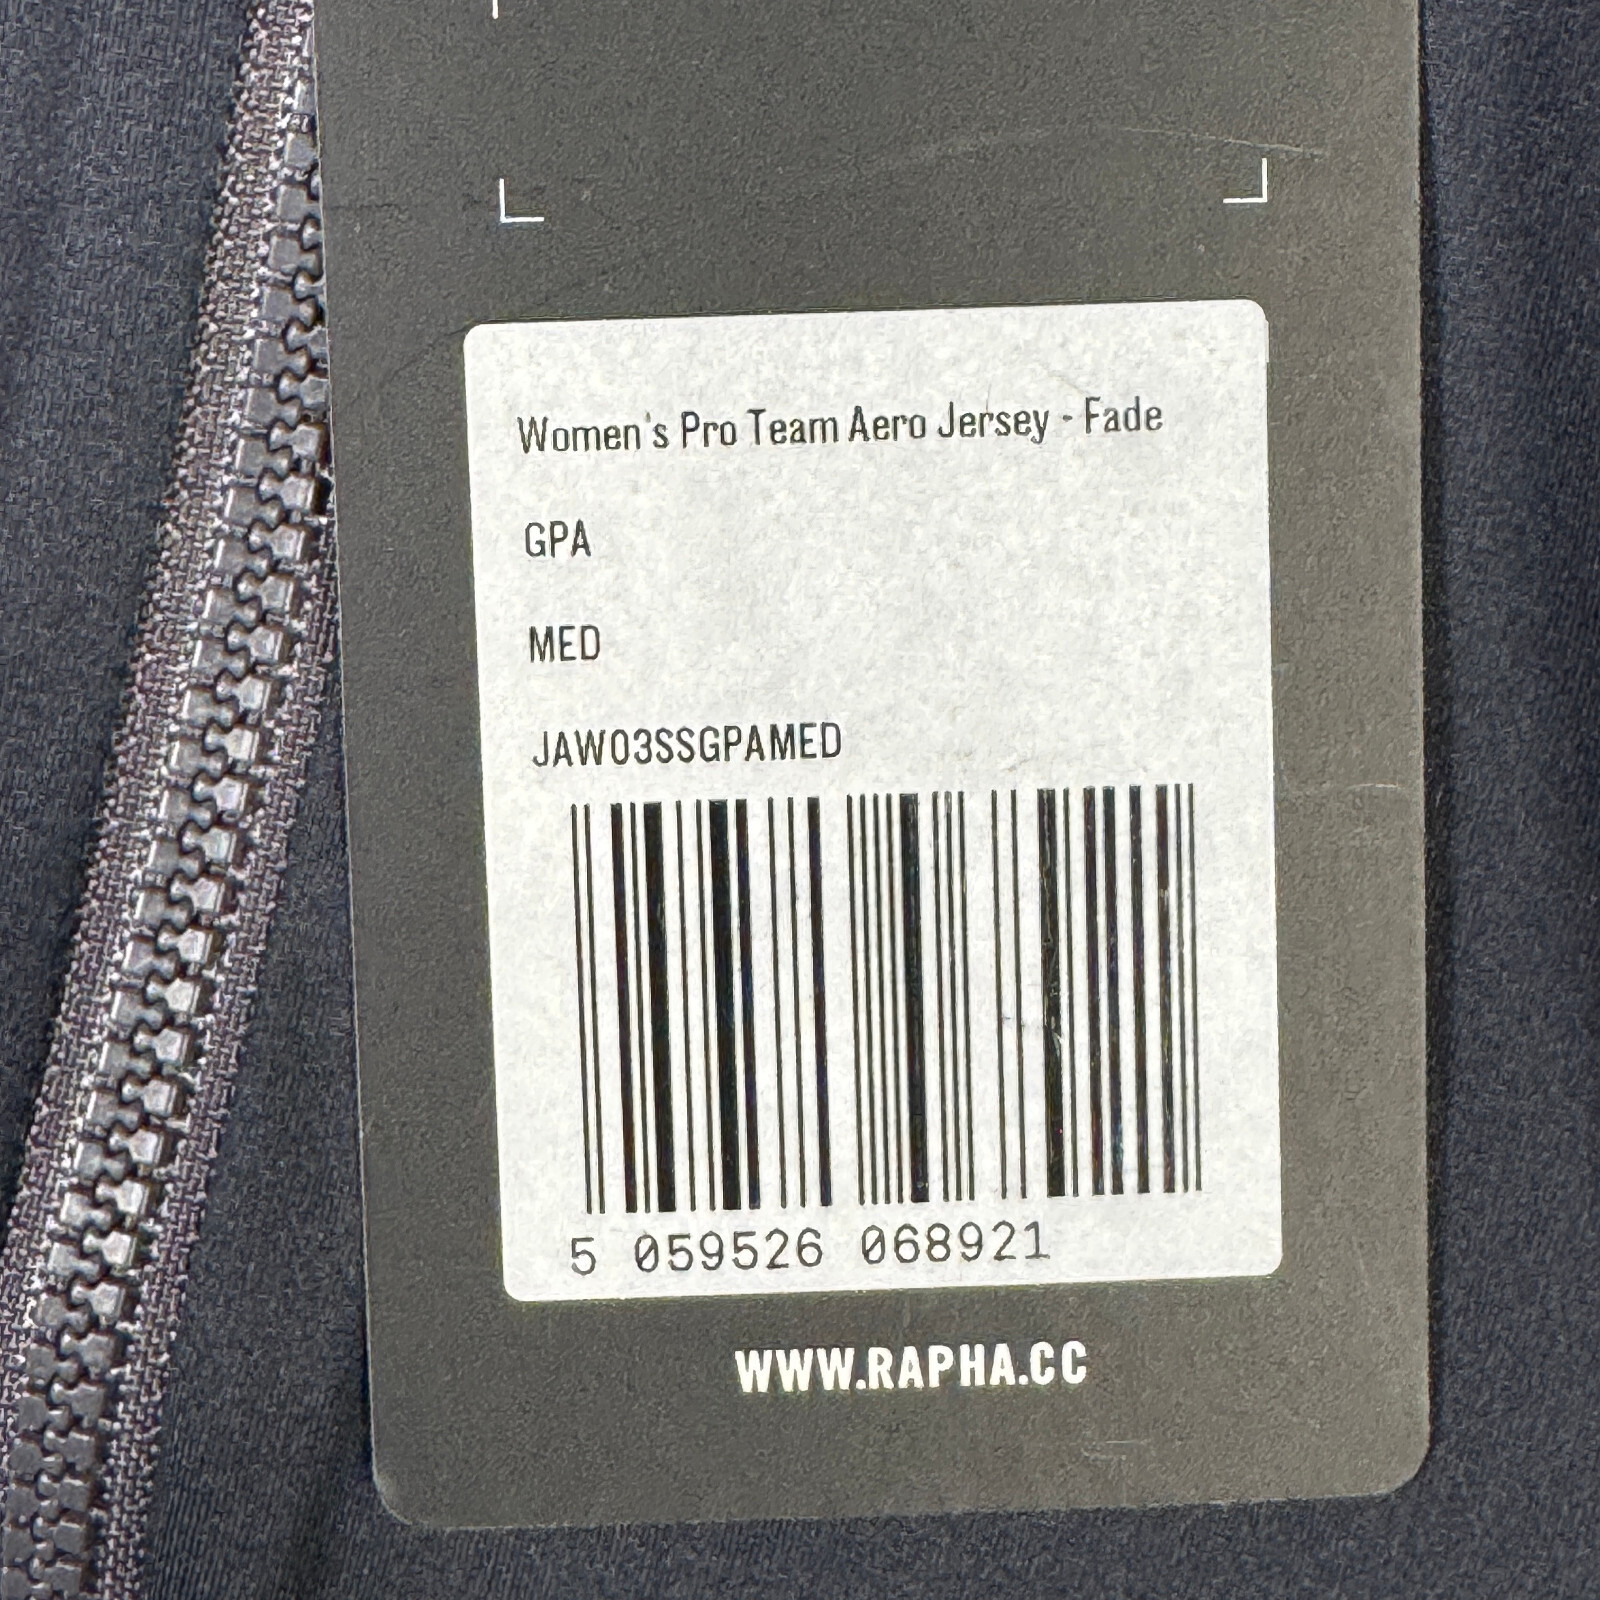 Women's Pro Team Aero Jersey - Fade
GPA
MED
JAW03SSGPAMED
5 059526 068921
WWW.RAPHA.CC